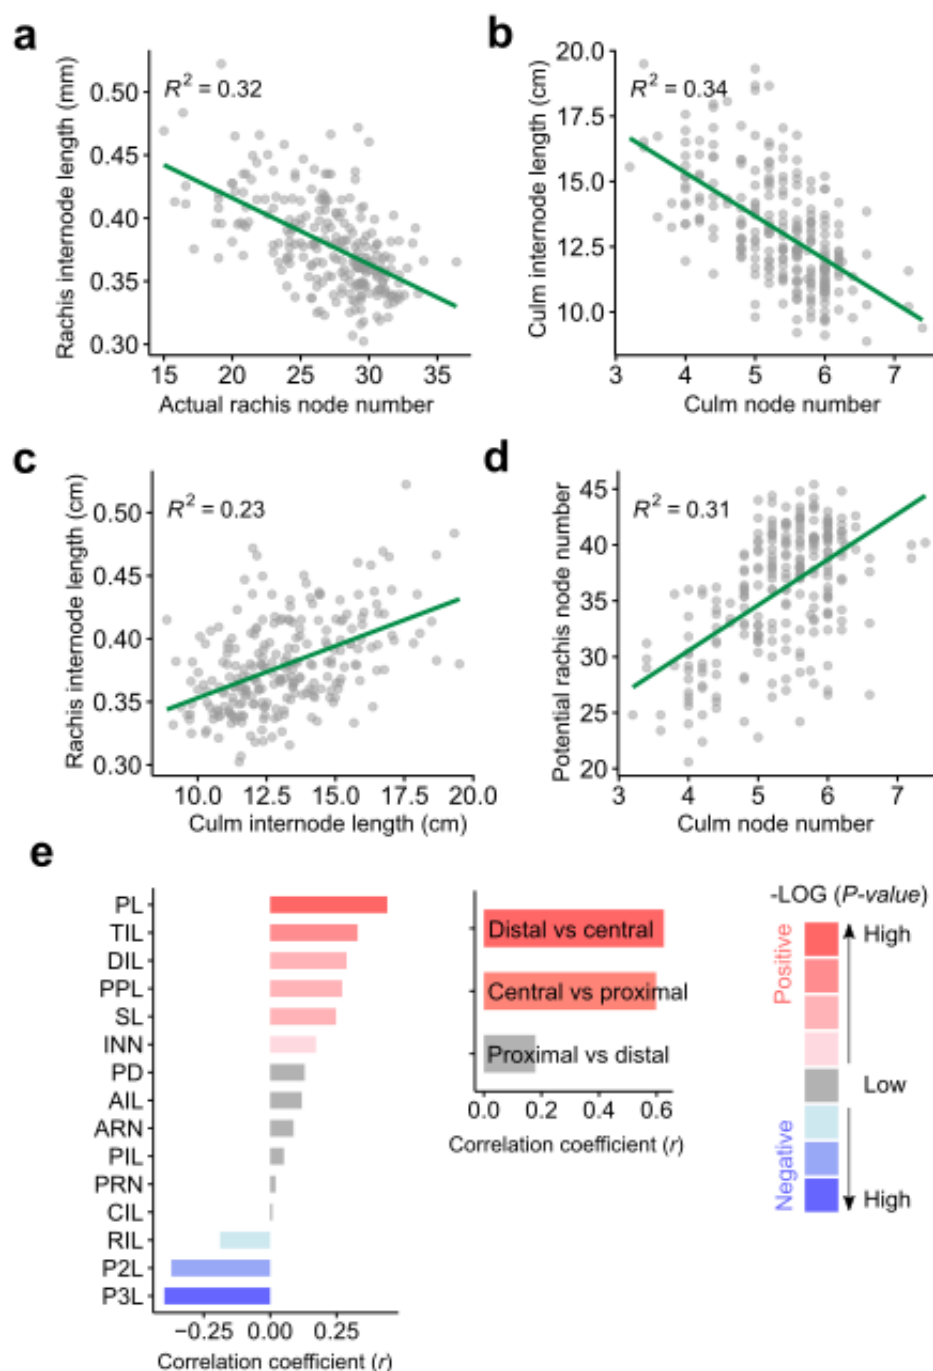 a
R² = 0.32
Rachis internode length (mm)
0.50
0.45
0.40
0.35
0.30
15 20 25 30 35
Actual rachis node number
b
R² = 0.34
Culm internode length (cm)
20.0
17.5
15.0
12.5
10.0
3 4 5 6 7
Culm node number
c
R² = 0.23
Rachis internode length (cm)
0.50
0.45
0.40
0.35
0.30
10.0 12.5 15.0 17.5 20.0
Culm internode length (cm)
d
R² = 0.31
Potential rachis node number
45
40
35
30
25
20
3 4 5 6 7
Culm node number
e
PL
TIL
DIL
PPL
SL
INN
PD
AIL
ARN
PIL
PRN
CIL
RIL
P2L
P3L
−0.25 0.00 0.25
Correlation coefficient (r)
Distal vs central
Central vs proximal
Proximal vs distal
0.0 0.2 0.4 0.6
Correlation coefficient (r)
-LOG (P-value)
Positive
Negative
High
Low
High